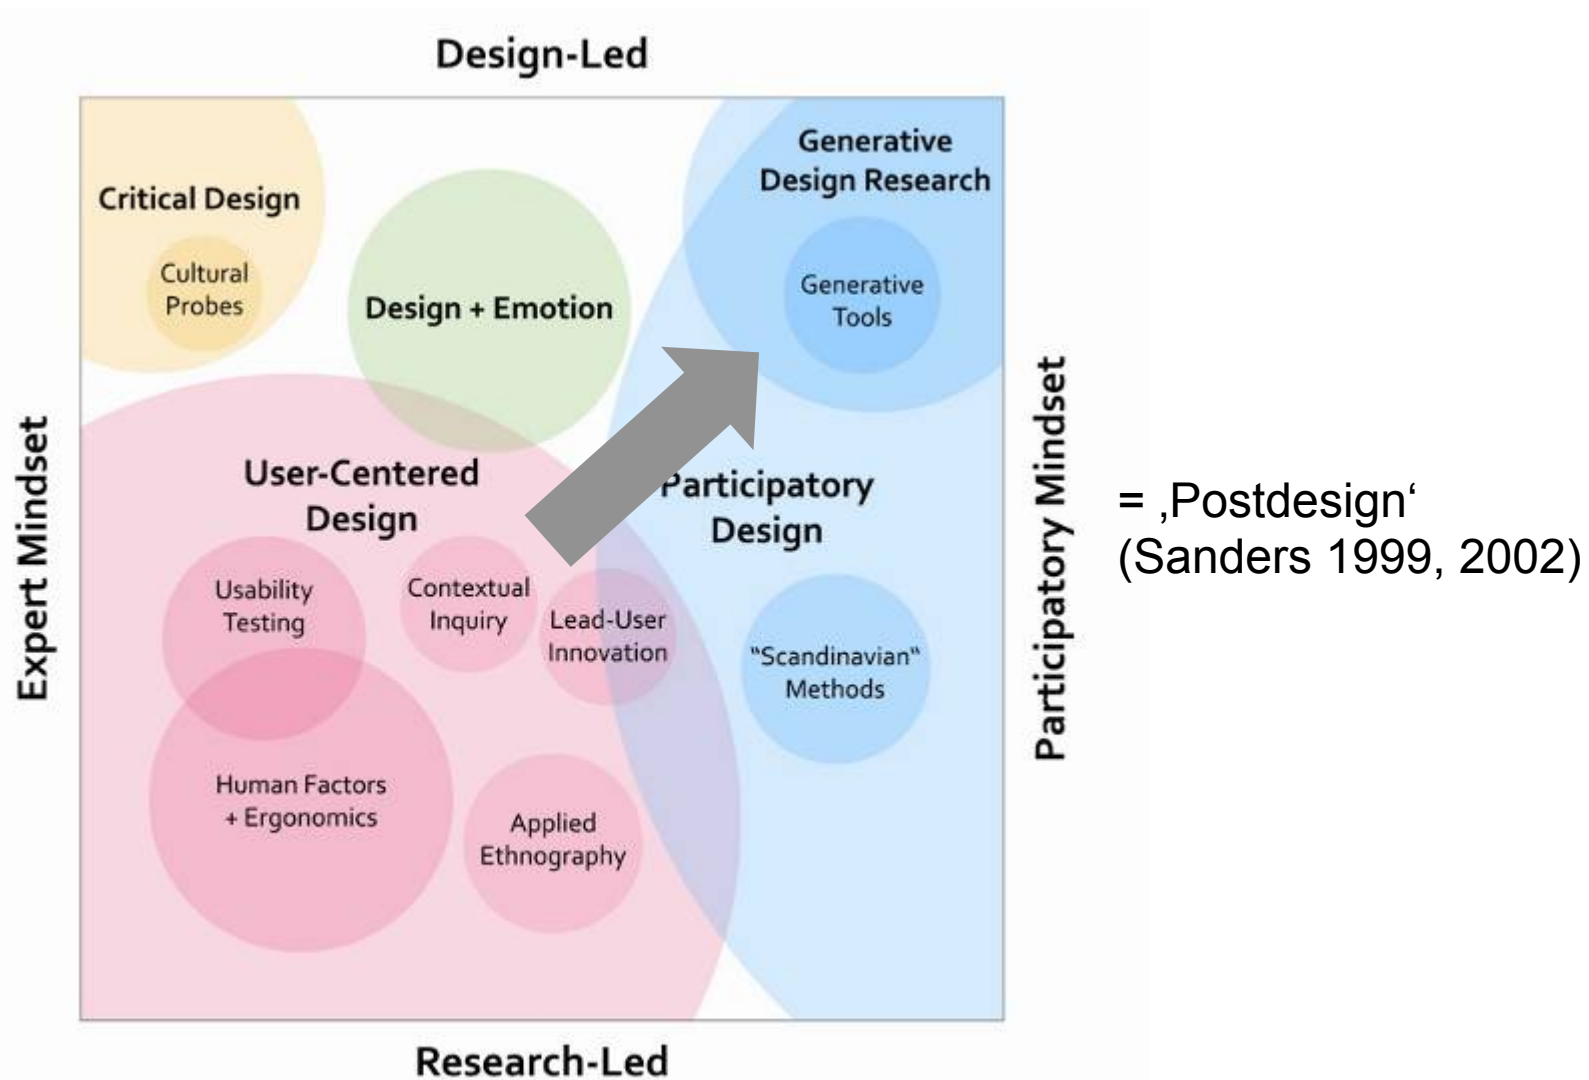 Design-Led
Critical Design
Cultural
Probes
Design + Emotion
Generative
Design Research
Generative
Tools
Expert Mindset
User-Centered
Design
Usability
Testing
Contextual
Inquiry
Lead-User
Innovation
Human Factors
+ Ergonomics
Applied
Ethnography
Participatory
Design
"Scandinavian"
Methods
Participatory Mindset
= ‚Postdesign‘
(Sanders 1999, 2002)
Research-Led